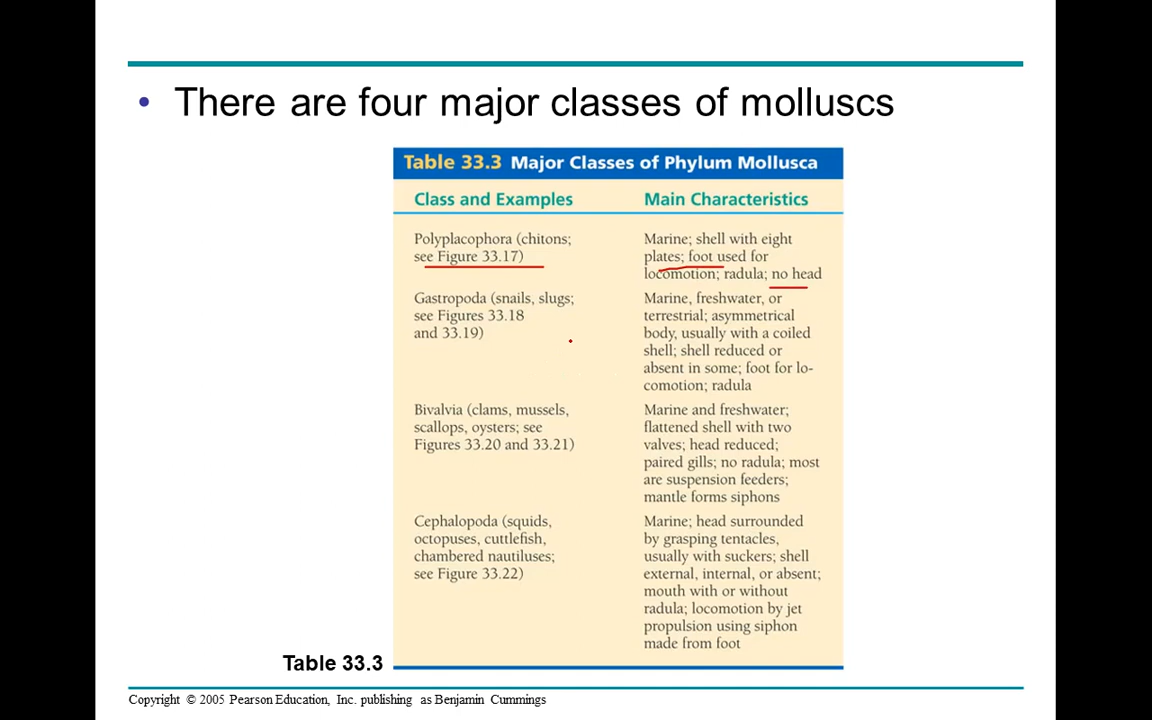 • There are four major classes of molluscs
Table 33.3 Major Classes of Phylum Mollusca
Class and Examples
Main Characteristics
Polyplacophora (chitons;
see Figure 33.17)
Marine; shell with eight
plates; foot used for
locomotion; radula; no head
Gastropoda (snails, slugs;
see Figures 33.18
and 33.19)
Marine, freshwater, or
terrestrial; asymmetrical
body, usually with a coiled
shell; shell reduced or
absent in some; foot for lo-
comotion; radula
Bivalvia (clams, mussels,
scallops, oysters; see
Figures 33.20 and 33.21)
Marine and freshwater;
flattened shell with two
valves; head reduced;
paired gills; no radula; most
are suspension feeders;
mantle forms siphons
Cephalopoda (squids,
octopuses, cuttlefish,
chambered nautiluses;
see Figure 33.22)
Marine; head surrounded
by grasping tentacles,
usually with suckers; shell
external, internal, or absent;
mouth with or without
radula; locomotion by jet
propulsion using siphon
made from foot
Table 33.3
Copyright © 2005 Pearson Education, Inc. publishing as Benjamin Cummings